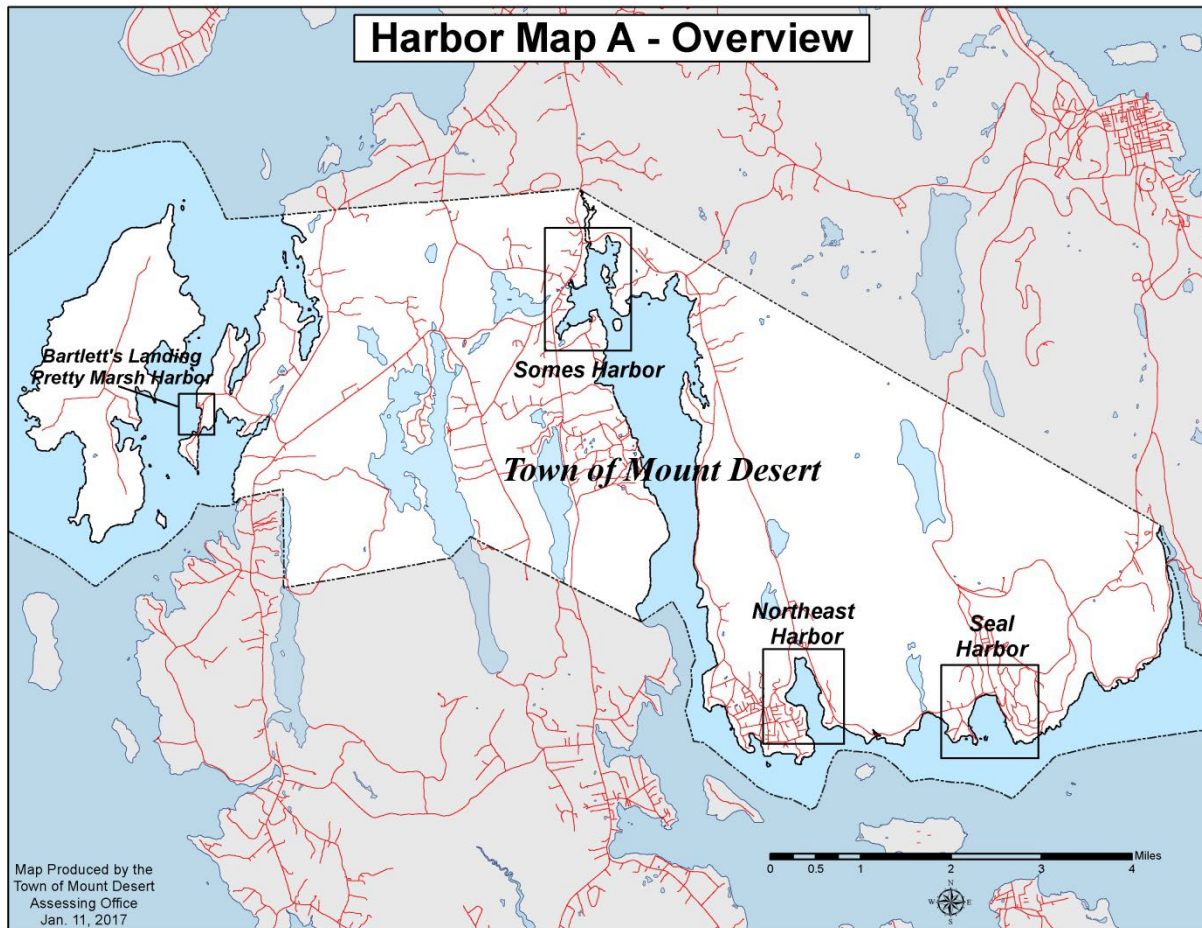 Harbor Map A - Overview
Bartlett's Landing
Pretty Marsh Harbor
Somes Harbor
Town of Mount Desert
Northeast
Harbor
Seal
Harbor
Miles
0 0.5 1 2 3 4
N
W E
S
Map Produced by the
Town of Mount Desert
Assessing Office
Jan. 11, 2017